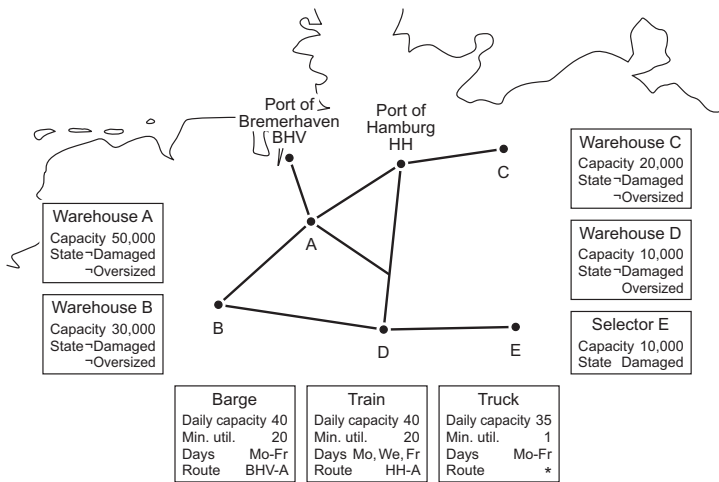 Port of
Bremerhaven
BHV
Port of
Hamburg
HH
C
A
B
D
E
Warehouse A
Capacity 50,000
State¬Damaged
¬Oversized
Warehouse B
Capacity 30,000
State¬Damaged
¬Oversized
Warehouse C
Capacity 20,000
State¬Damaged
¬Oversized
Warehouse D
Capacity 10,000
State¬Damaged
Oversized
Selector E
Capacity 10,000
State Damaged
Barge
Daily capacity 40
Min. util. 20
Days Mo-Fr
Route BHV-A
Train
Daily capacity 40
Min. util. 20
Days Mo, We, Fr
Route HH-A
Truck
Daily capacity 35
Min. util. 1
Days Mo-Fr
Route *